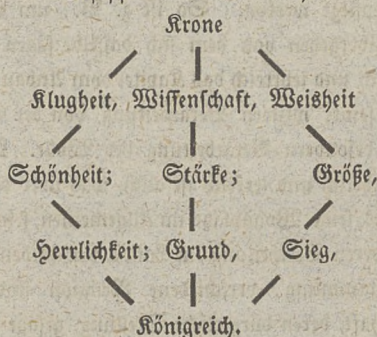 Krone
Klugheit, Wissenschaft, Weisheit
Schönheit; Stärke; Größe,
Herrlichkeit; Grund, Sieg,
Königreich.